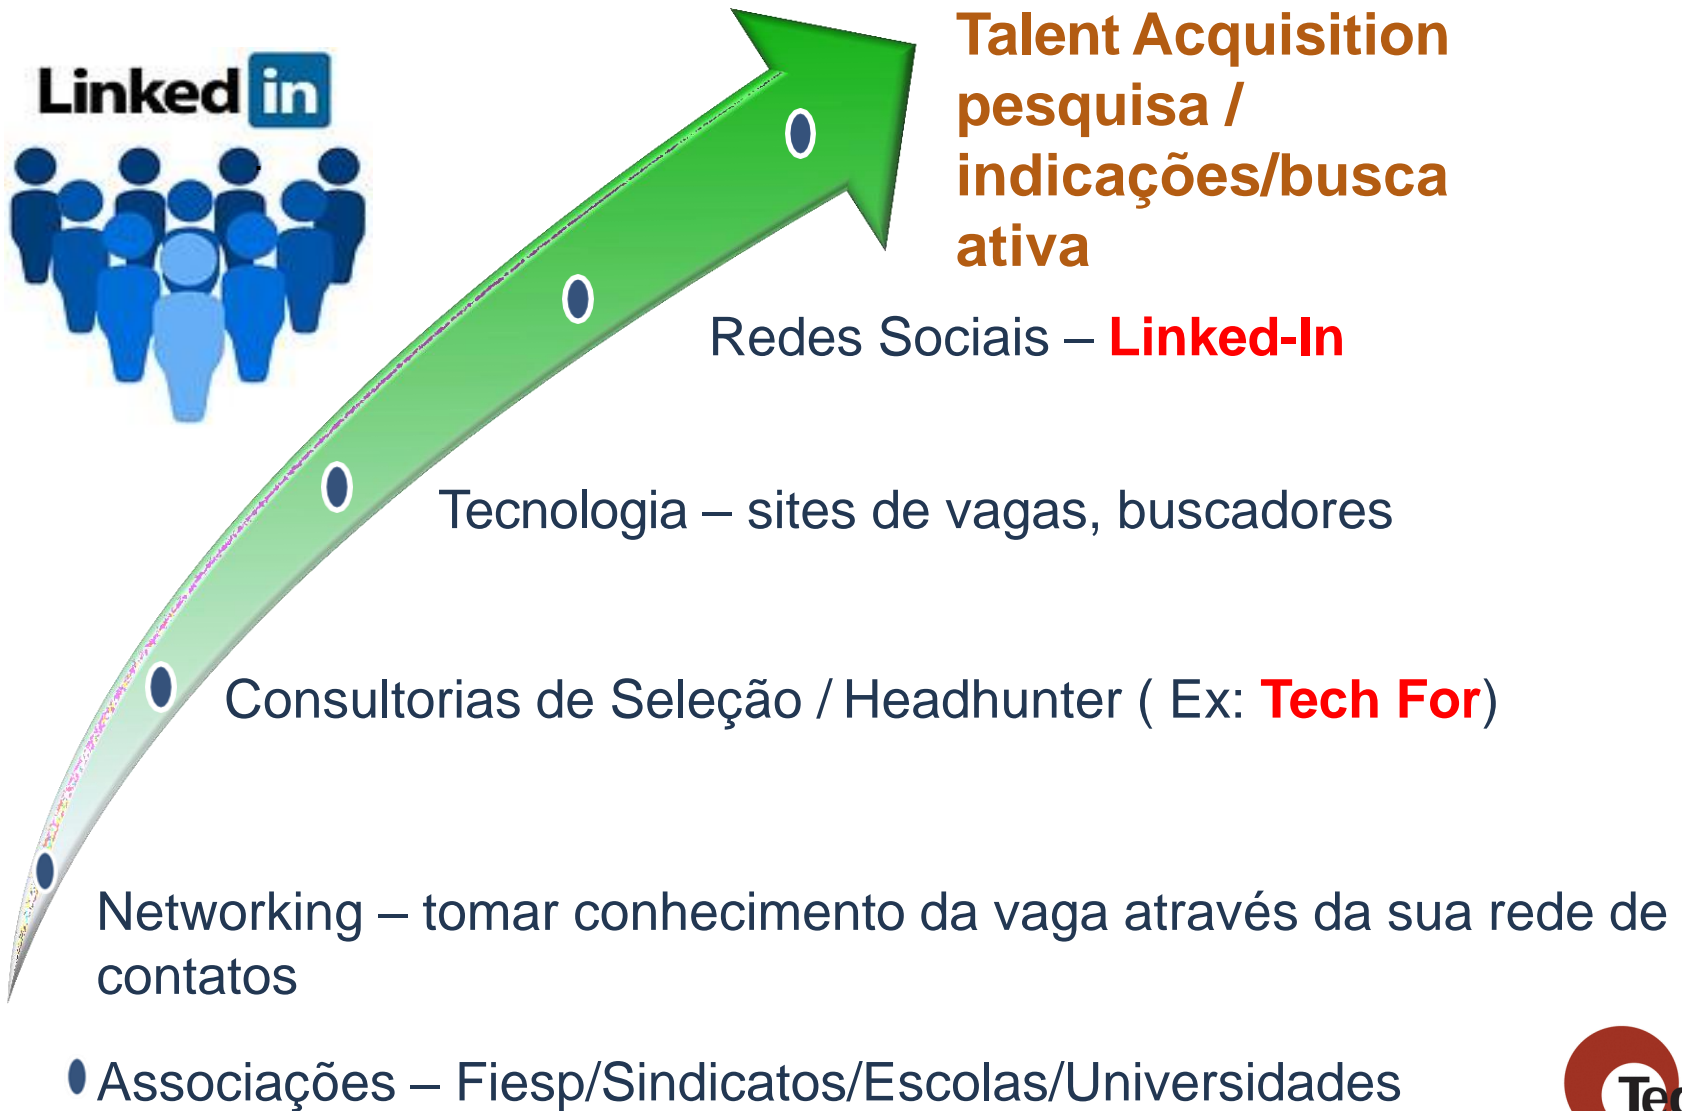 Linked in
Talent Acquisition
pesquisa /
indicações/busca
ativa
Redes Sociais – Linked-In
Tecnologia – sites de vagas, buscadores
Consultorias de Seleção / Headhunter ( Ex: Tech For)
Networking – tomar conhecimento da vaga através da sua rede de
contatos
Associações – Fiesp/Sindicatos/Escolas/Universidades